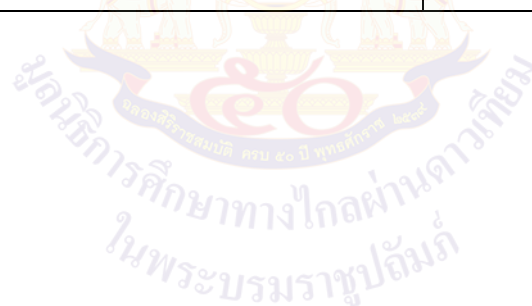 ๕๐
ฉลองสิริราชสมบัติ ครบ ๕๐ ปี พุทธศักราช ๒๕๓๙
มูลนิธิการศึกษาทางไกลผ่านดาวเทียม
ในพระบรมราชูปถัมภ์